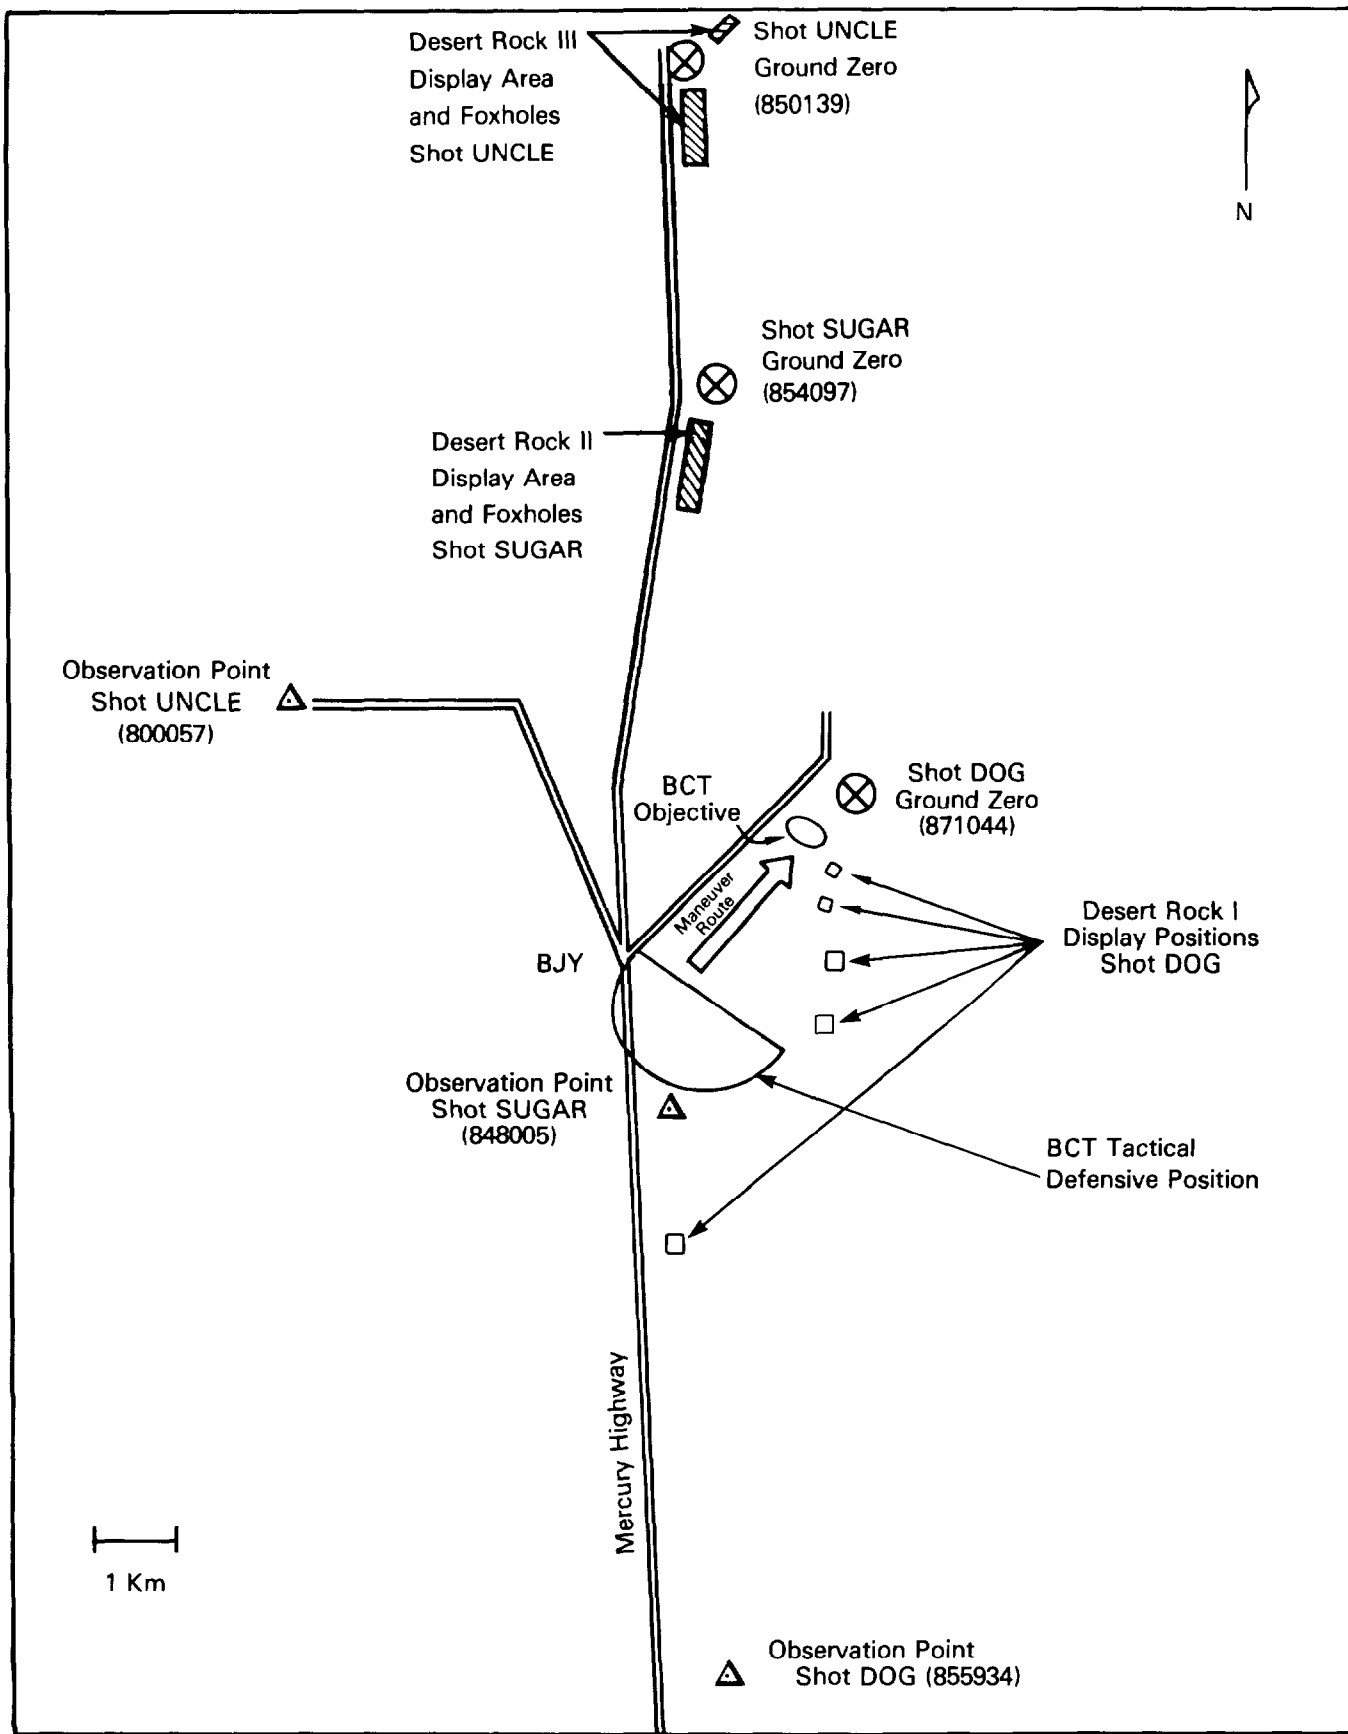 Desert Rock III
Display Area
and Foxholes
Shot UNCLE
Shot UNCLE
Ground Zero
(850139)
N
Shot SUGAR
Ground Zero
(854097)
Desert Rock II
Display Area
and Foxholes
Shot SUGAR
Observation Point
Shot UNCLE
(800057)
BCT
Objective
Shot DOG
Ground Zero
(871044)
Maneuver
Route
Desert Rock I
Display Positions
Shot DOG
BJY
Observation Point
Shot SUGAR
(848005)
BCT Tactical
Defensive Position
Mercury Highway
1 Km
Observation Point
Shot DOG (855934)